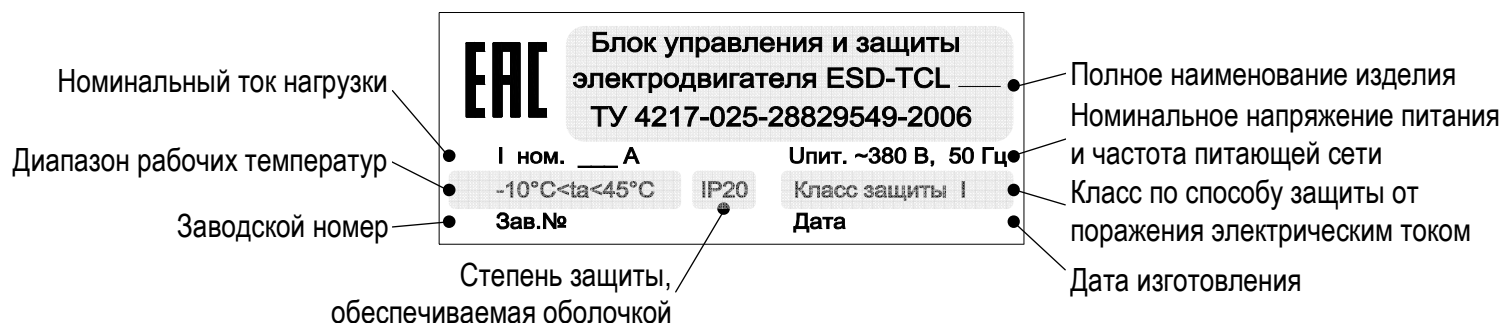 EAC
Блок управления и защиты
электродвигателя ESD-TCL ___
ТУ 4217-025-28829549-2006
I ном. ___ А
Uпит. ~380 В, 50 Гц
-10°С<ta<45°С
IP20
Класс защиты I
Зав.№
Дата
Номинальный ток нагрузки
Диапазон рабочих температур
Заводской номер
Степень защиты,
обеспечиваемая оболочкой
Полное наименование изделия
Номинальное напряжение питания
и частота питающей сети
Класс по способу защиты от
поражения электрическим током
Дата изготовления